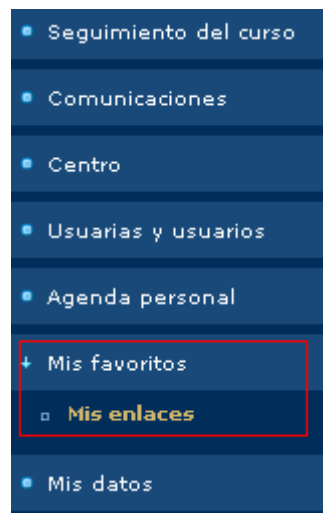 Seguimiento del curso
Comunicaciones
Centro
Usuarias y usuarios
Agenda personal
Mis favoritos
Mis enlaces
Mis datos